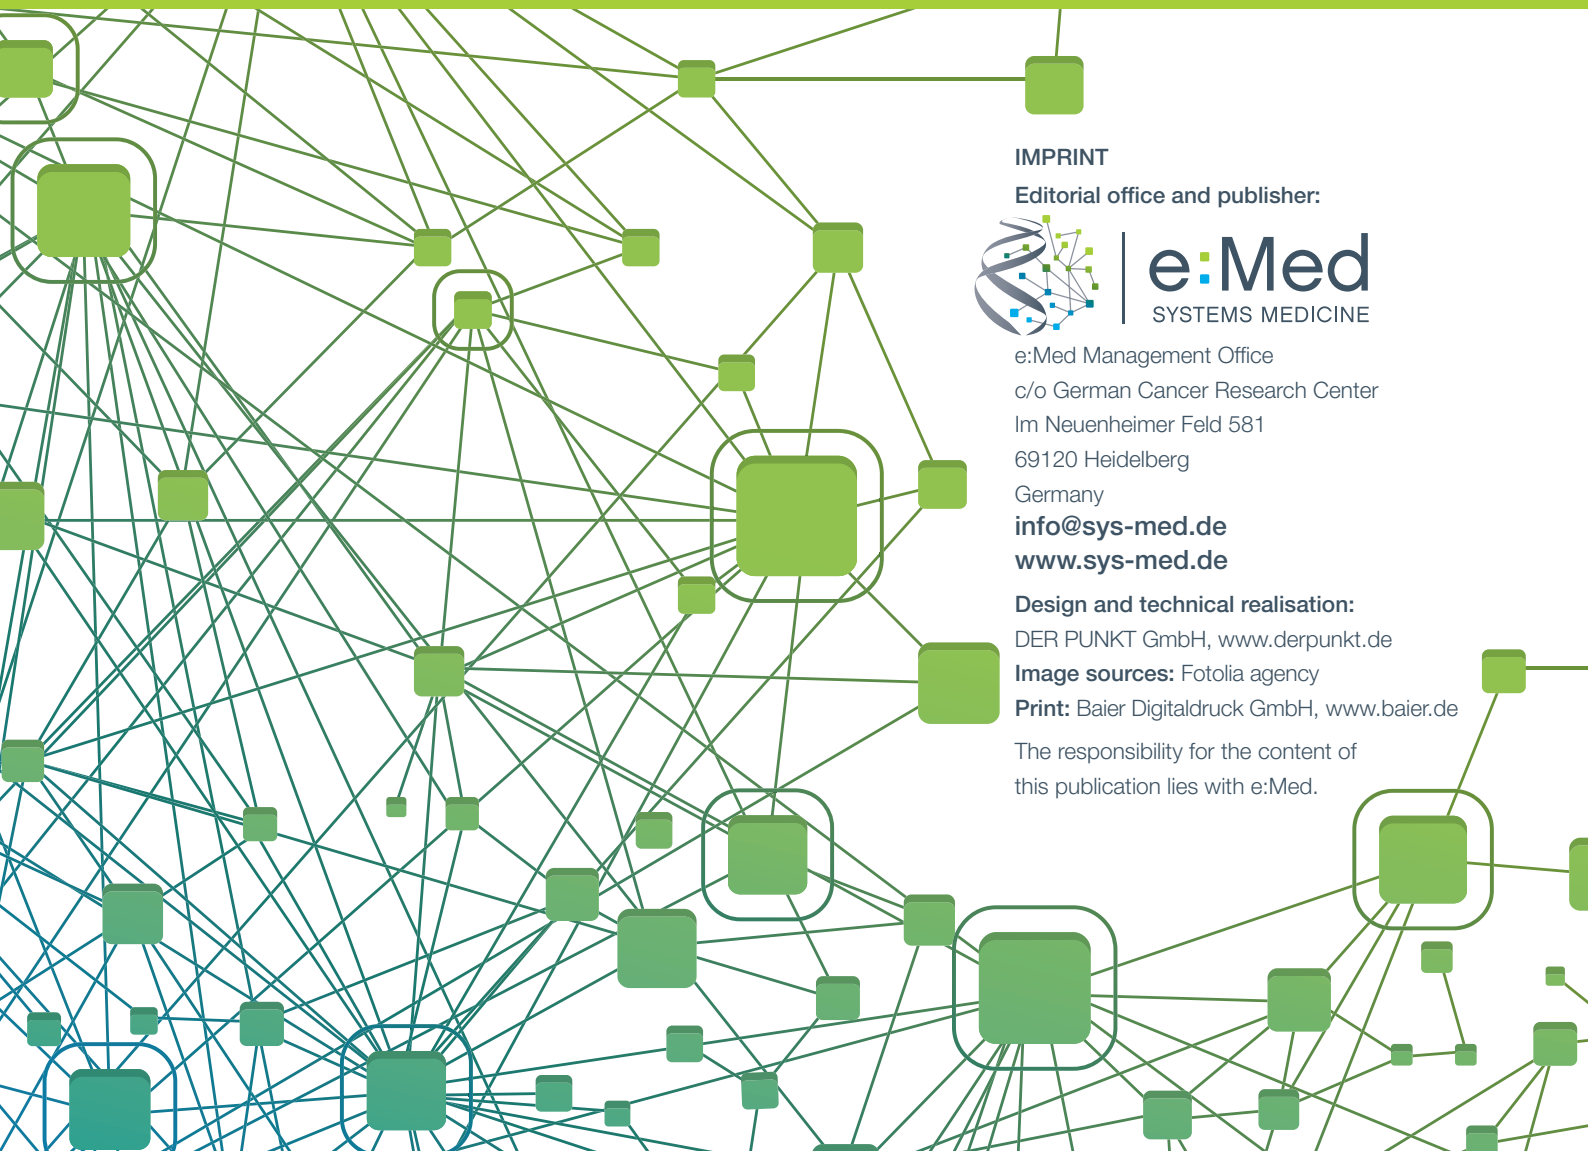 IMPRINT
Editorial office and publisher:
e:Med
SYSTEMS MEDICINE
e:Med Management Office
c/o German Cancer Research Center
Im Neuenheimer Feld 581
69120 Heidelberg
Germany
info@sys-med.de
www.sys-med.de
Design and technical realisation:
DER PUNKT GmbH, www.derpunkt.de
Image sources: Fotolia agency
Print: Baier Digitaldruck GmbH, www.baier.de
The responsibility for the content of
this publication lies with e:Med.